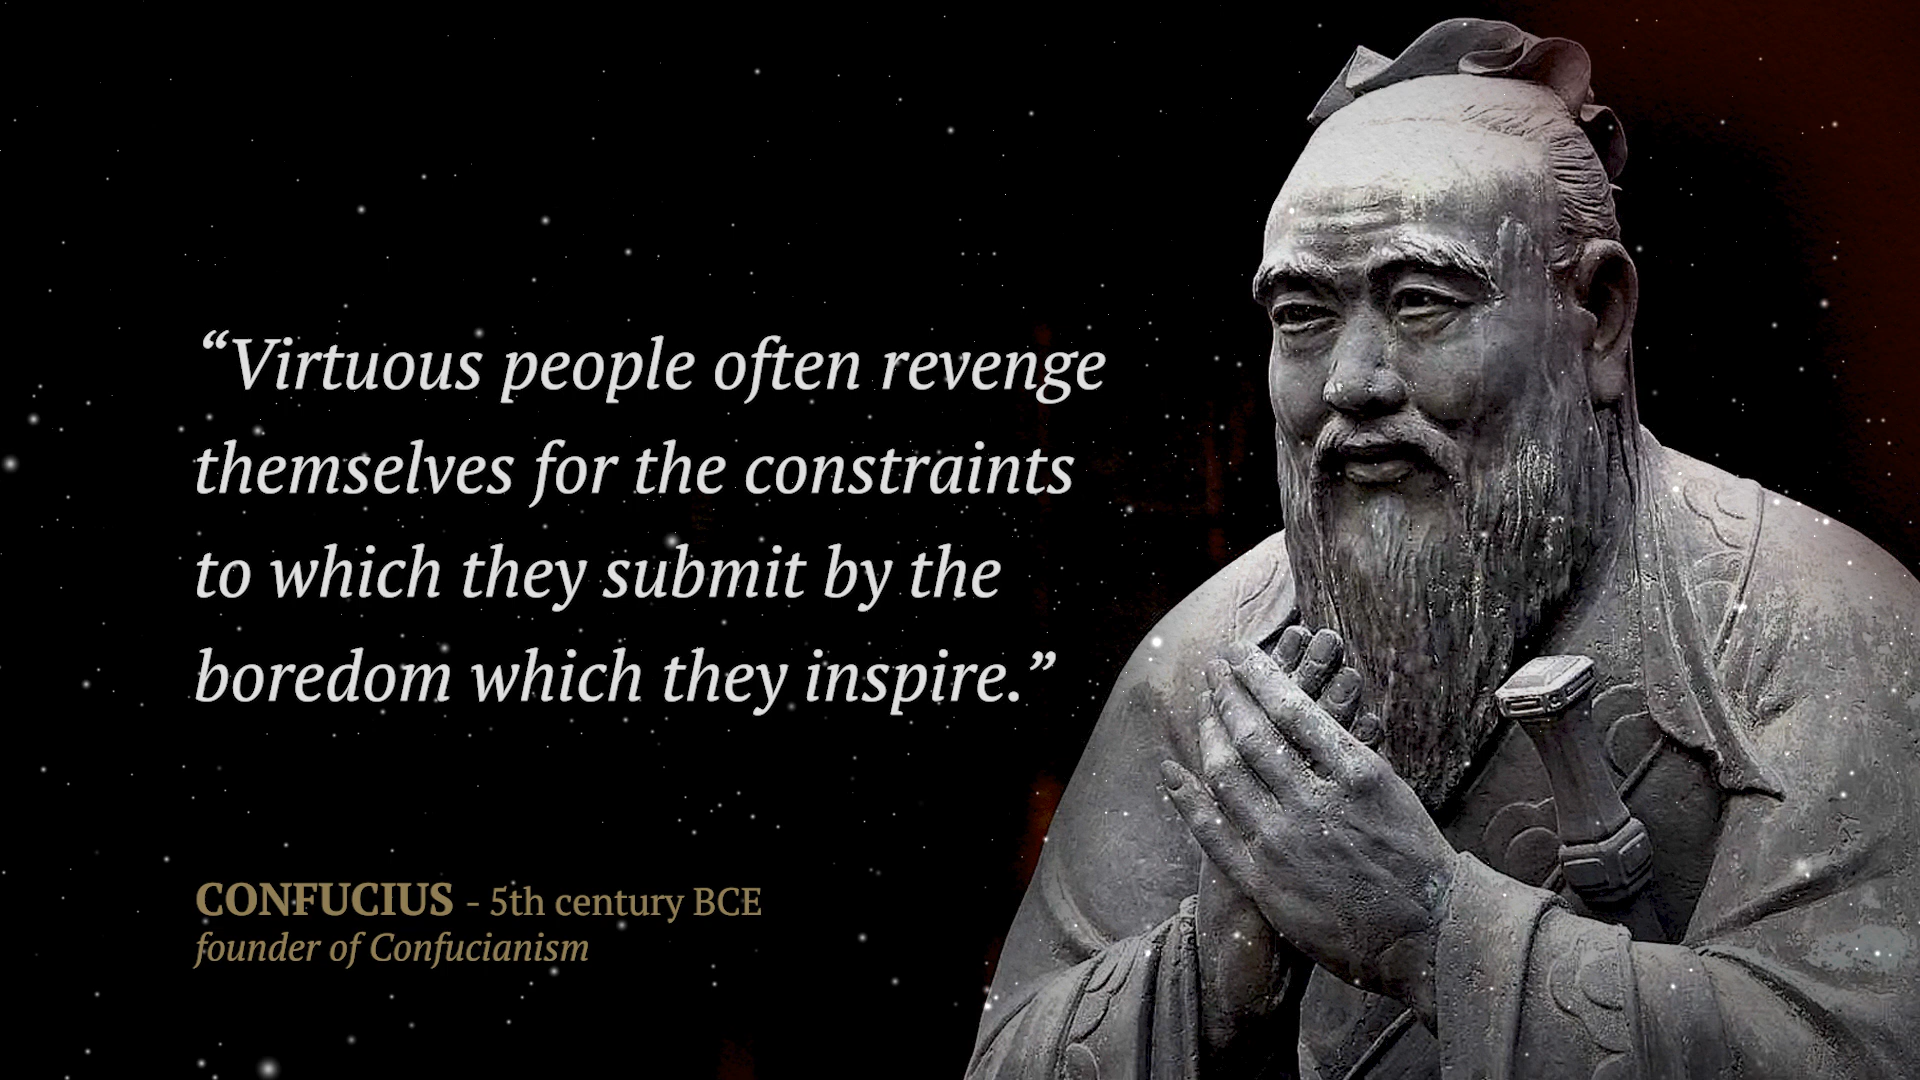 “Virtuous people often revenge
themselves for the constraints
to which they submit by the
boredom which they inspire.”
CONFUCIUS - 5th century BCE
founder of Confucianism